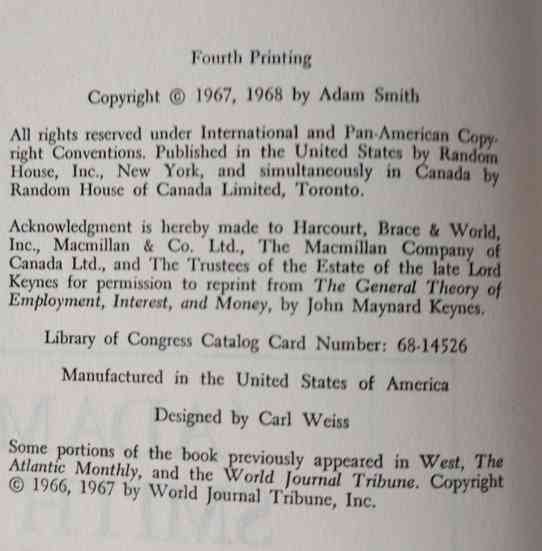 Fourth Printing
Copyright © 1967, 1968 by Adam Smith
All rights reserved under International and Pan-American Copy-
right Conventions. Published in the United States by Random
House, Inc., New York, and simultaneously in Canada by
Random House of Canada Limited, Toronto.
Acknowledgment is hereby made to Harcourt, Brace & World,
Inc., Macmillan & Co. Ltd., The Macmillan Company of
Canada Ltd., and The Trustees of the Estate of the late Lord
Keynes for permission to reprint from The General Theory of
Employment, Interest, and Money, by John Maynard Keynes.
Library of Congress Catalog Card Number: 68-14526
Manufactured in the United States of America
Designed by Carl Weiss
Some portions of the book previously appeared in West, The
Atlantic Monthly, and the World Journal Tribune. Copyright
© 1966, 1967 by World Journal Tribune, Inc.
ADAM
SMITH